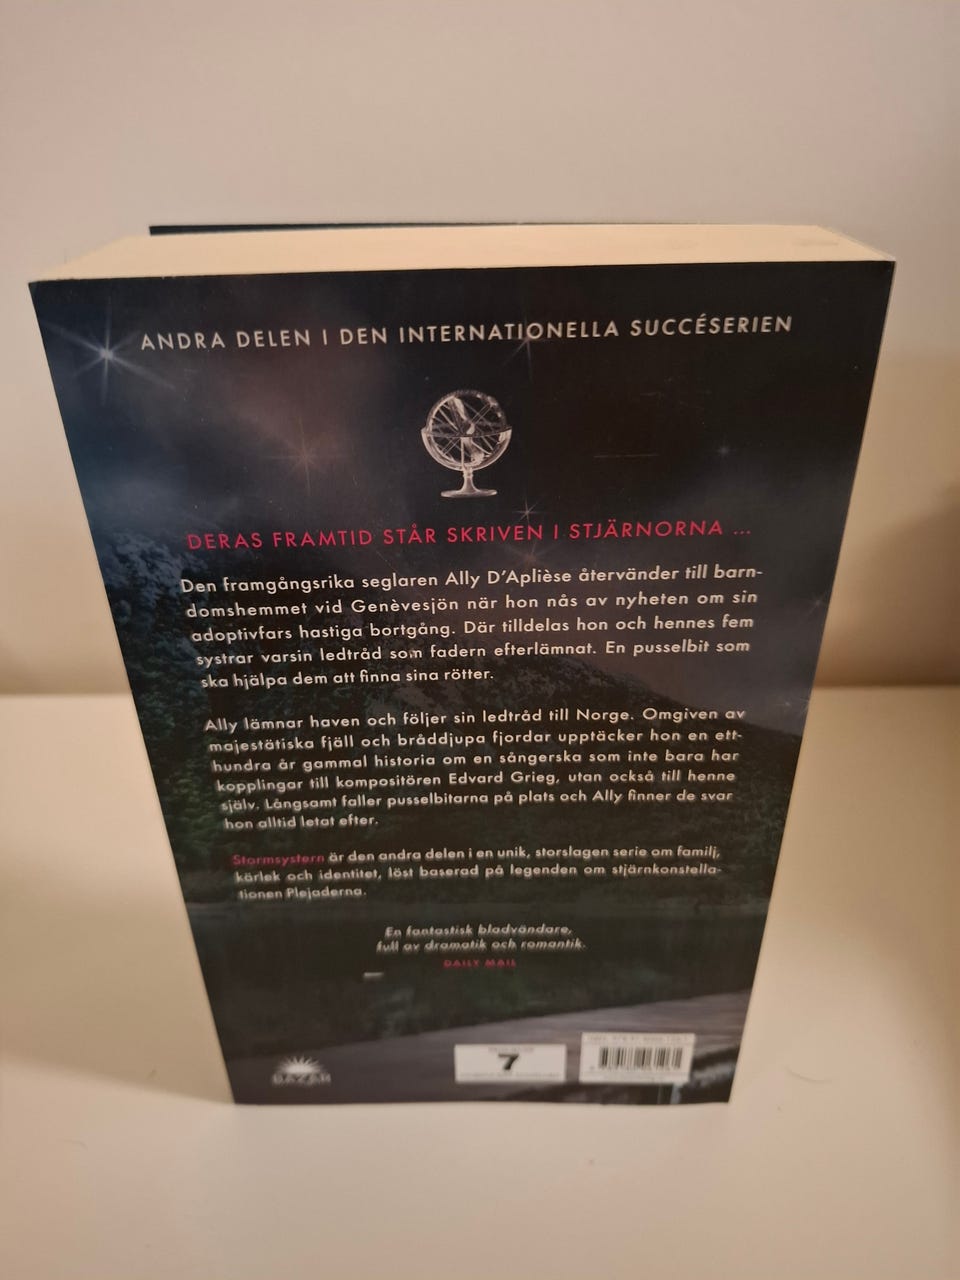 ANDRA DELEN I DEN INTERNATIONELLA SUCCÉSERIEN
DERAS FRAMTID STÅR SKRIVEN I STJÄRNORNA ...
Den framgångsrika seglaren Ally D'Aplièse återvänder till barn-
domshemmet vid Genèvesjön när hon nås av nyheten om sin
adoptivfars hastiga bortgång. Där tilldelas hon och hennes fem
systrar varsin ledtråd som fadern efterlämnat. En pusselbit som
ska hjälpa dem att finna sina rötter.
Ally lämnar haven och följer sin ledtråd till Norge. Omgiven av
majestätiska fjäll och bråddjupa fjordar upptäcker hon en ett-
hundra år gammal historia om en sångerska som inte bara har
kopplingar till kompositören Edvard Grieg, utan också till henne
själv. Långsamt faller pusselbitarna på plats och Ally finner de svar
hon alltid letat efter.
Stormsystern är den andra delen i en unik, storslagen serie om familj,
kärlek och identitet, löst baserad på legenden om stjärnkonstella-
tionen Plejaderna.
En fantastisk bladvändare,
full av dramatik och romantik.
DAILY MAIL
BAZAR
7